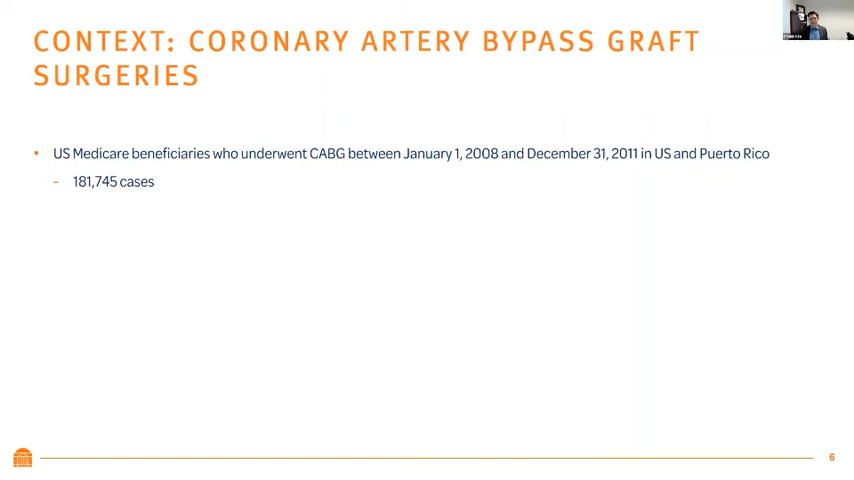 CONTEXT: CORONARY ARTERY BYPASS GRAFT
SURGERIES
• US Medicare beneficiaries who underwent CABG between January 1, 2008 and December 31, 2011 in US and Puerto Rico
- 181,745 cases
6